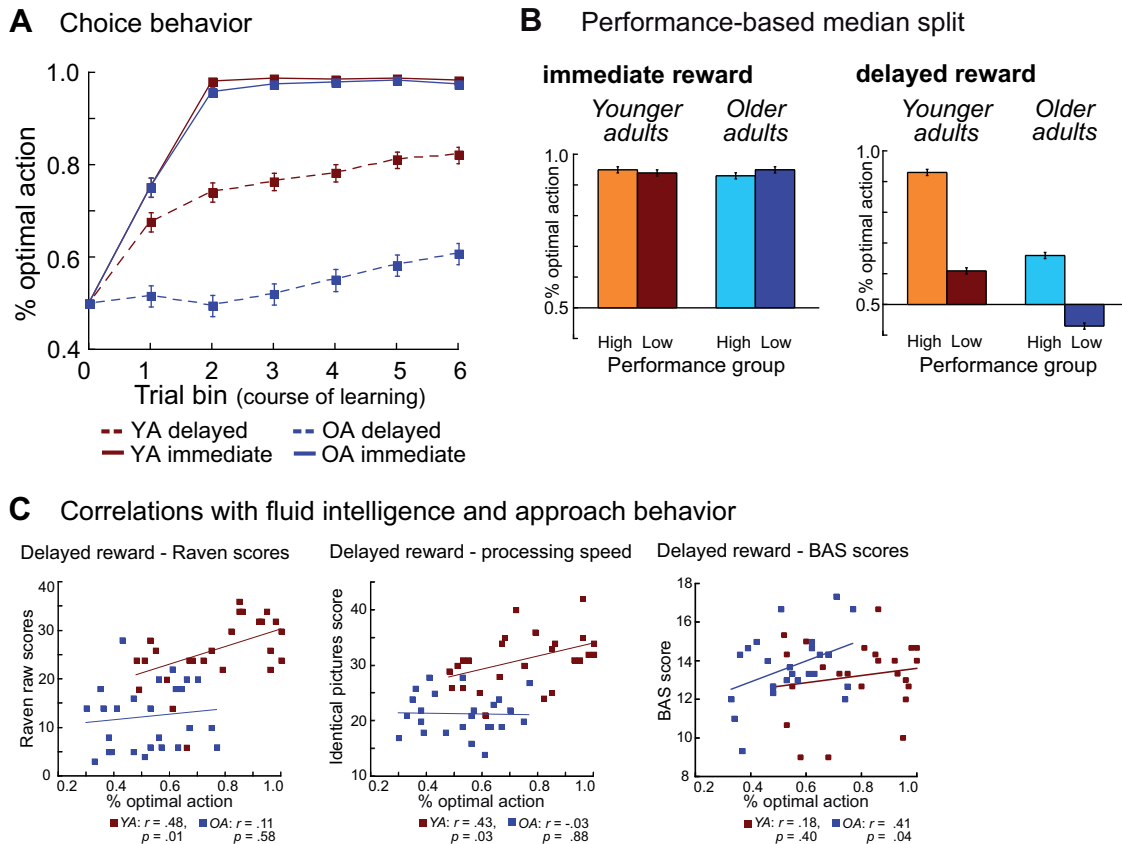 A Choice behavior
% optimal action
1.0
0.8
0.6
0.4
0 1 2 3 4 5 6
Trial bin (course of learning)
YA delayed OA delayed
YA immediate OA immediate
B Performance-based median split
immediate reward
Younger adults
Older adults
% optimal action
1.0
0.5
High Low High Low
Performance group
delayed reward
Younger adults
Older adults
% optimal action
1.0
0.5
High Low High Low
Performance group
C Correlations with fluid intelligence and approach behavior
Delayed reward - Raven scores
Raven raw scores
40
30
20
10
0
0.2 0.4 0.6 0.8 1.0
% optimal action
YA: r = .48, OA: r = .11
p = .01 p = .58
Delayed reward - processing speed
Identical pictures score
40
30
20
10
0.2 0.4 0.6 0.8 1.0
% optimal action
YA: r = .43, OA: r = -.03
p = .03 p = .88
Delayed reward - BAS scores
BAS score
18
16
14
12
10
8
0.2 0.4 0.6 0.8 1.0
% optimal action
YA: r = .18, OA: r = .41
p = .40 p = .04